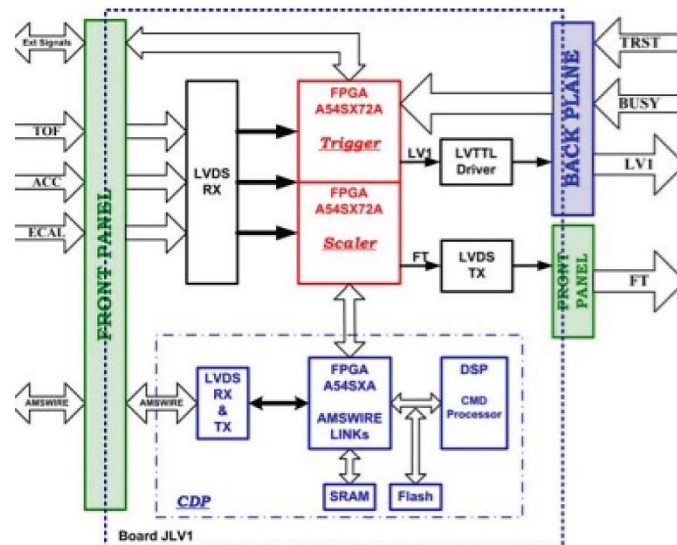 Ext Signals
TOF
ACC
ECAL
AMSWIRE
FRONT PANEL
AMSWIRE
LVDS
RX
FPGA
A54SX72A
Trigger
FPGA
A54SX72A
Scaler
LV1
LVTTL
Driver
FT
LVDS
TX
BACK PLANE
TRST
BUSY
LV1
PRONT
PANEL
FT
LVDS
RX
&
TX
FPGA
A54SXA
AMSWIRE
LINKs
DSP
CMD
Processor
SRAM
Flash
CDP
Board JLV1